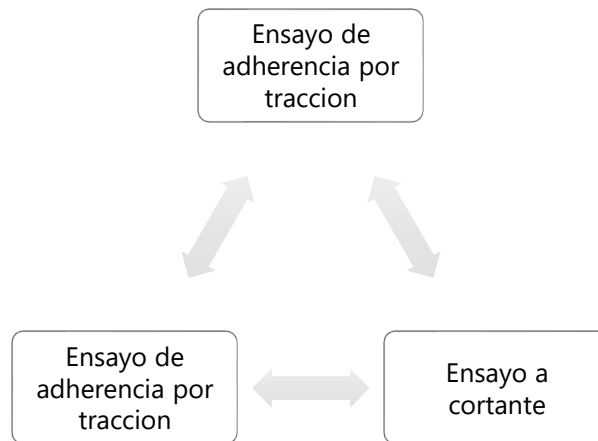 Ensayo de
adherencia por
traccion
Ensayo de
adherencia por
traccion
Ensayo a
cortante